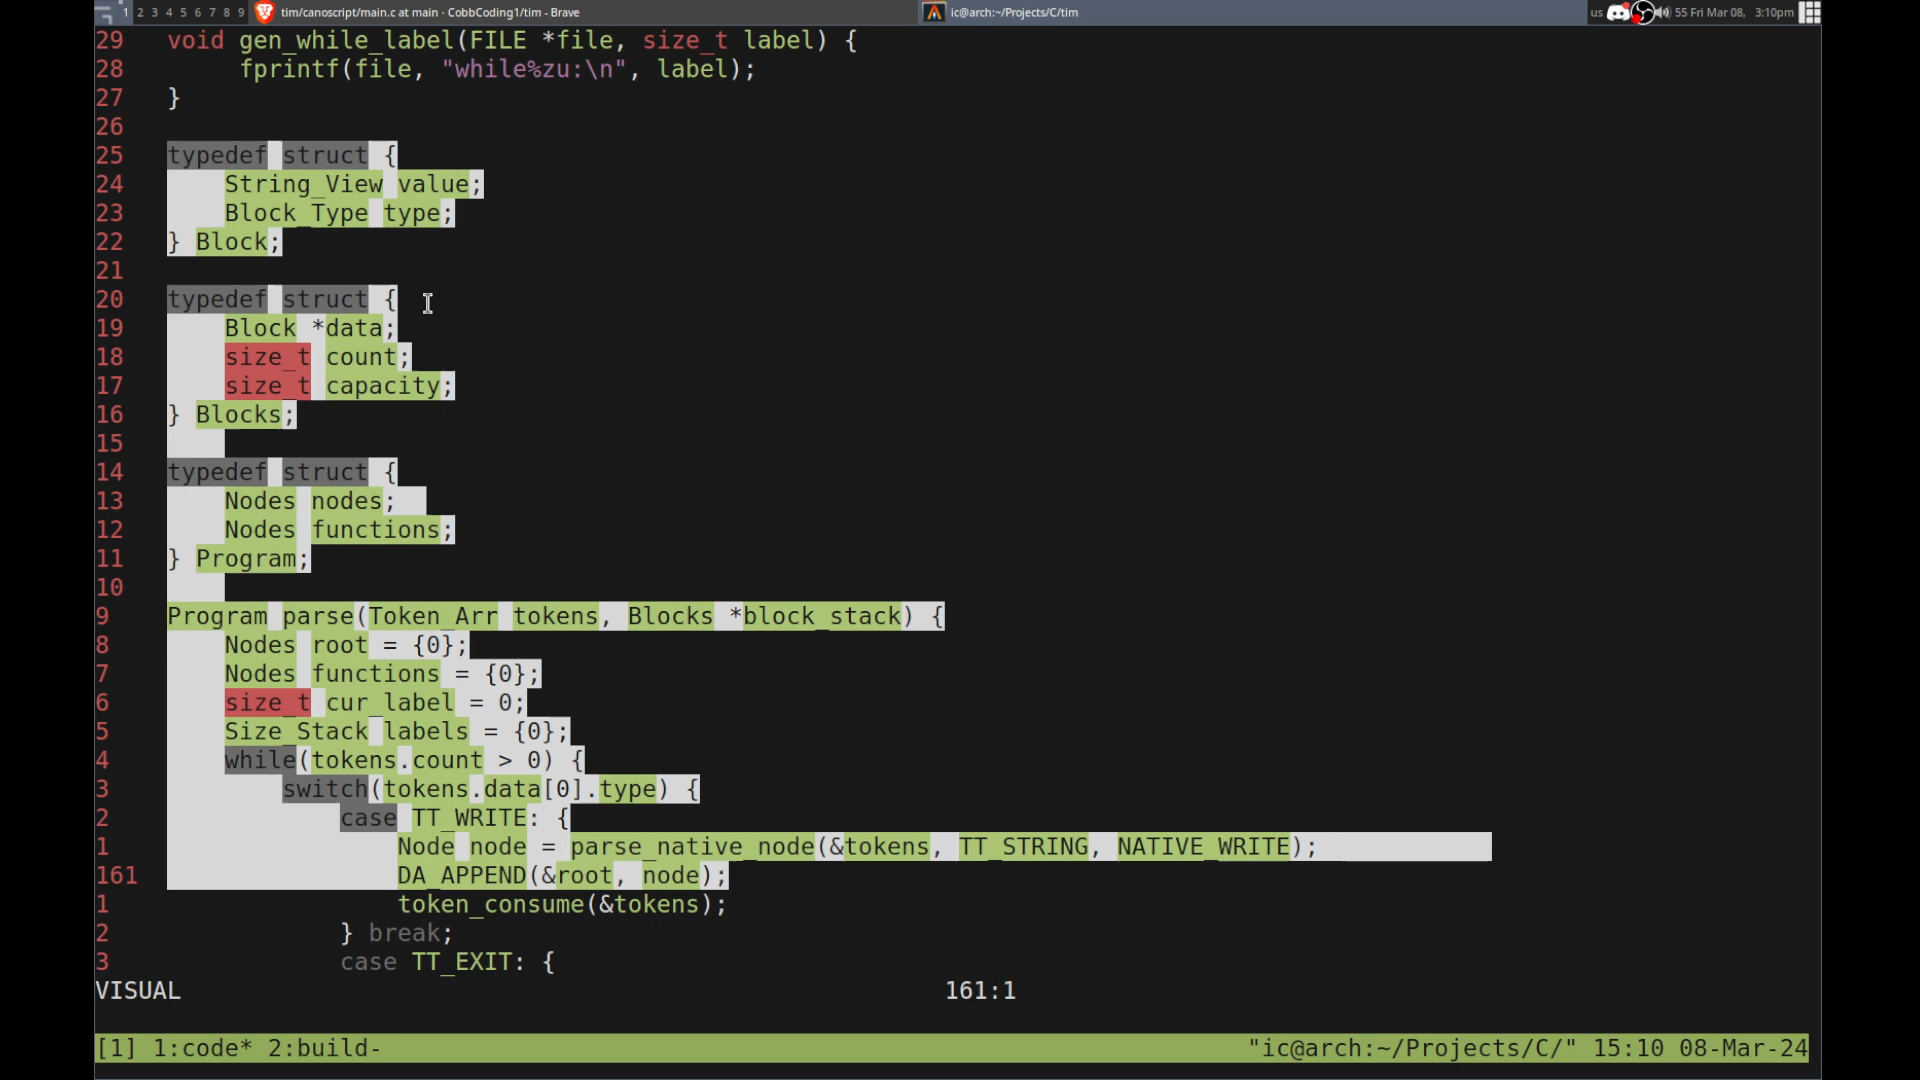 1 2 3 4 5 6 7 8 9 tim/canoscript/main.c at main · CobbCoding1/tim - Brave ic@arch:~/Projects/C/tim us 55 Fri Mar 08, 3:10pm
29 void gen_while_label(FILE *file, size_t label) {
28 fprintf(file, "while%zu:\n", label);
27 }
26
25 typedef struct {
24 String_View value;
23 Block_Type type;
22 } Block;
21
20 typedef struct {
19 Block *data;
18 size_t count;
17 size_t capacity;
16 } Blocks;
15
14 typedef struct {
13 Nodes nodes;
12 Nodes functions;
11 } Program;
10
9 Program parse(Token_Arr tokens, Blocks *block_stack) {
8 Nodes root = {0};
7 Nodes functions = {0};
6 size_t cur_label = 0;
5 Size_Stack labels = {0};
4 while(tokens.count > 0) {
3 switch(tokens.data[0].type) {
2 case TT_WRITE: {
1 Node node = parse_native_node(&tokens, TT_STRING, NATIVE_WRITE);
161 DA_APPEND(&root, node);
1 token_consume(&tokens);
2 } break;
3 case TT_EXIT: {
VISUAL 161:1
[1] 1:code* 2:build- "ic@arch:~/Projects/C/" 15:10 08-Mar-24